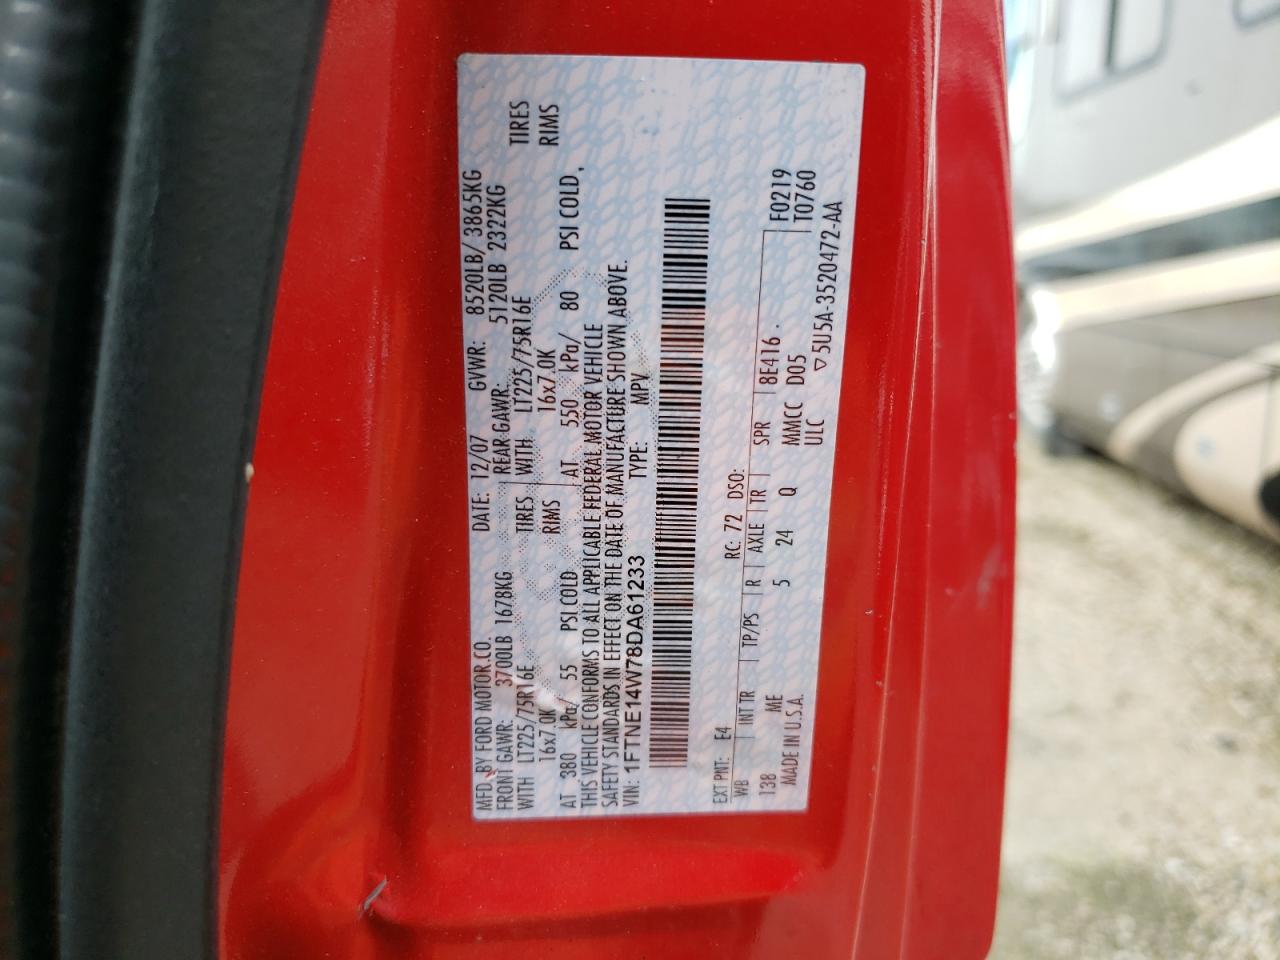 MFD. BY FORD MOTOR CO. DATE: 12/07 GVWR: 8520LB/ 3865KG
FRONT GAWR: 3700LB 1678KG REAR GAWR: 5120LB 2322KG
WITH LT225/75R16E TIRES WITH LT225/75R16E TIRES
16x7.0K RIMS 16x7.0K RIMS
AT 380 kPa/ 55 PSI COLD AT 550 kPa/ 80 PSI COLD,
THIS VEHICLE CONFORMS TO ALL APPLICABLE FEDERAL MOTOR VEHICLE
SAFETY STANDARDS IN EFFECT ON THE DATE OF MANUFACTURE SHOWN ABOVE.
VIN: 1FTNE14W78DA61233 TYPE: MPV
EXT PNT: E4 RC: 72 DSO: F0219
WB INT TR TP/PS R AXLE TR SPR 8E416 . T0760
138 ME 5 24 Q MMCC D05
MADE IN U.S.A. ULC ▽ 5U5A-3520472-AA